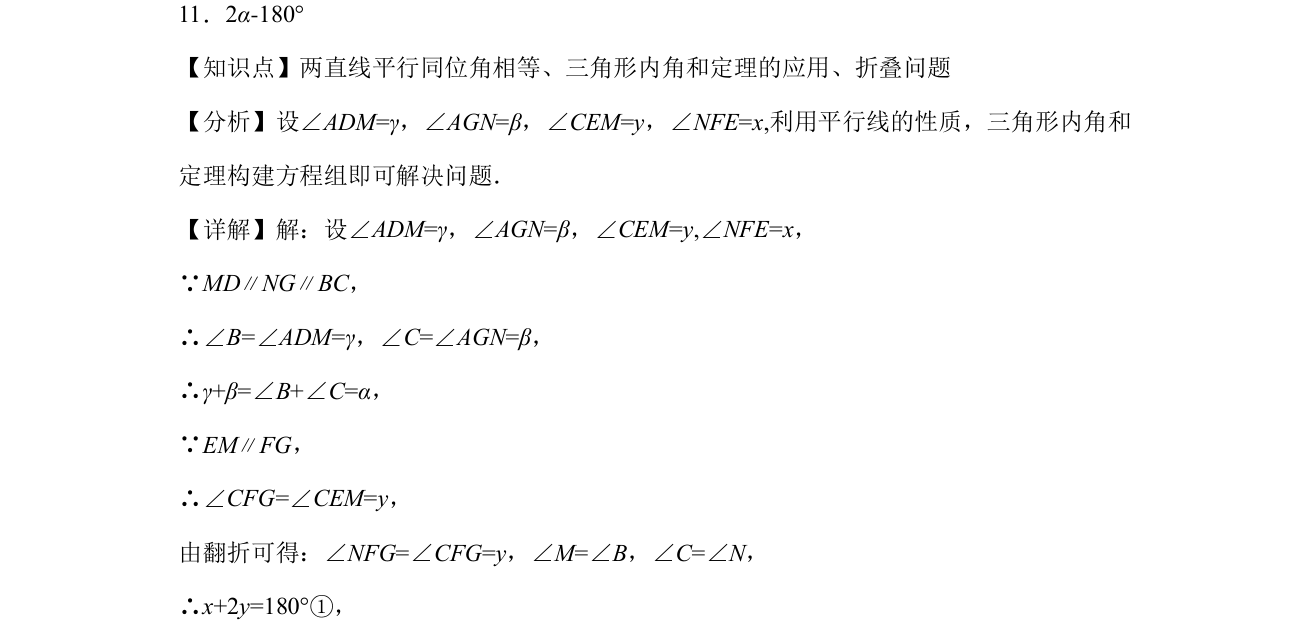 11．2α-180°
【知识点】两直线平行同位角相等、三角形内角和定理的应用、折叠问题
【分析】设∠ADM=γ，∠AGN=β，∠CEM=y，∠NFE=x,利用平行线的性质，三角形内角和
定理构建方程组即可解决问题．
【详解】解：设∠ADM=γ，∠AGN=β，∠CEM=y,∠NFE=x，
∵MD∥NG∥BC，
∴∠B=∠ADM=γ，∠C=∠AGN=β，
∴γ+β=∠B+∠C=α，
∵EM∥FG，
∴∠CFG=∠CEM=y，
由翻折可得：∠NFG=∠CFG=y，∠M=∠B，∠C=∠N，
∴x+2y=180°①，